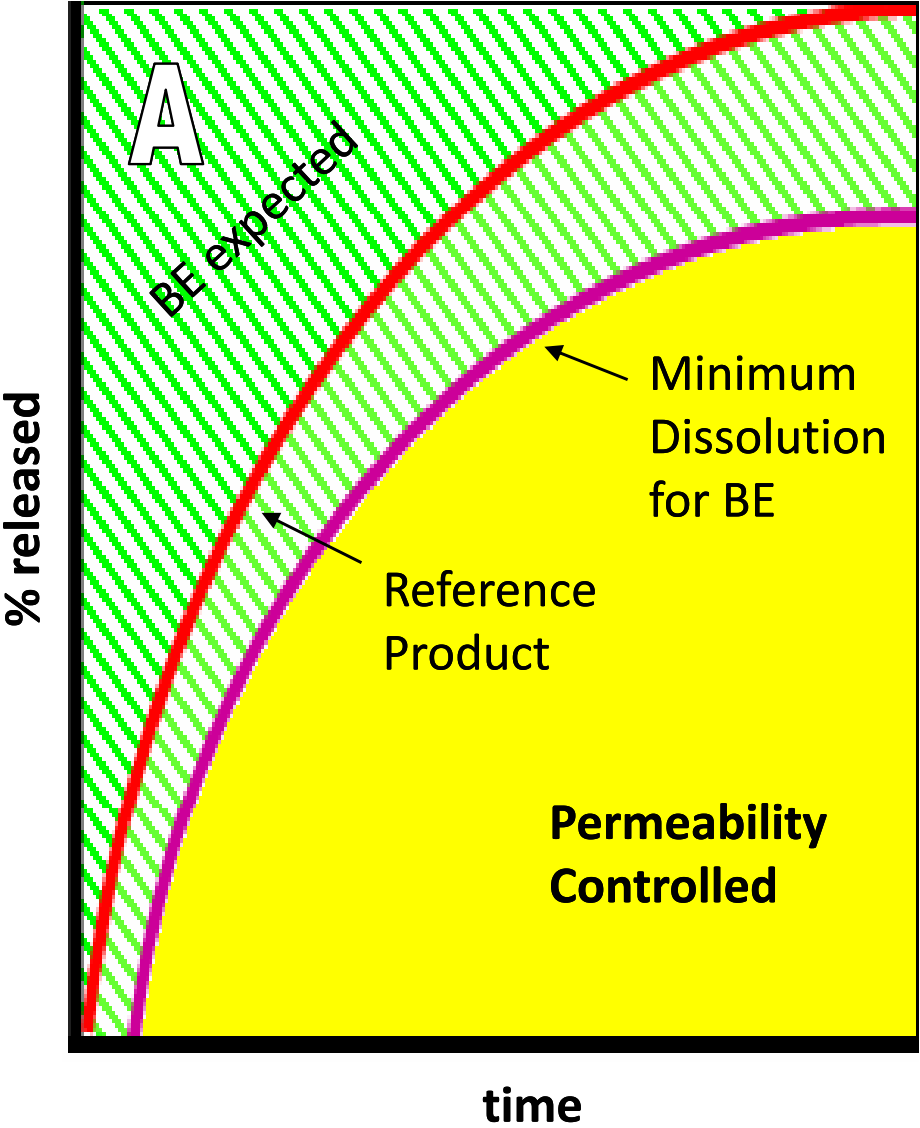 A
BE expected
Minimum
Dissolution
for BE
Reference
Product
Permeability
Controlled
% released
time